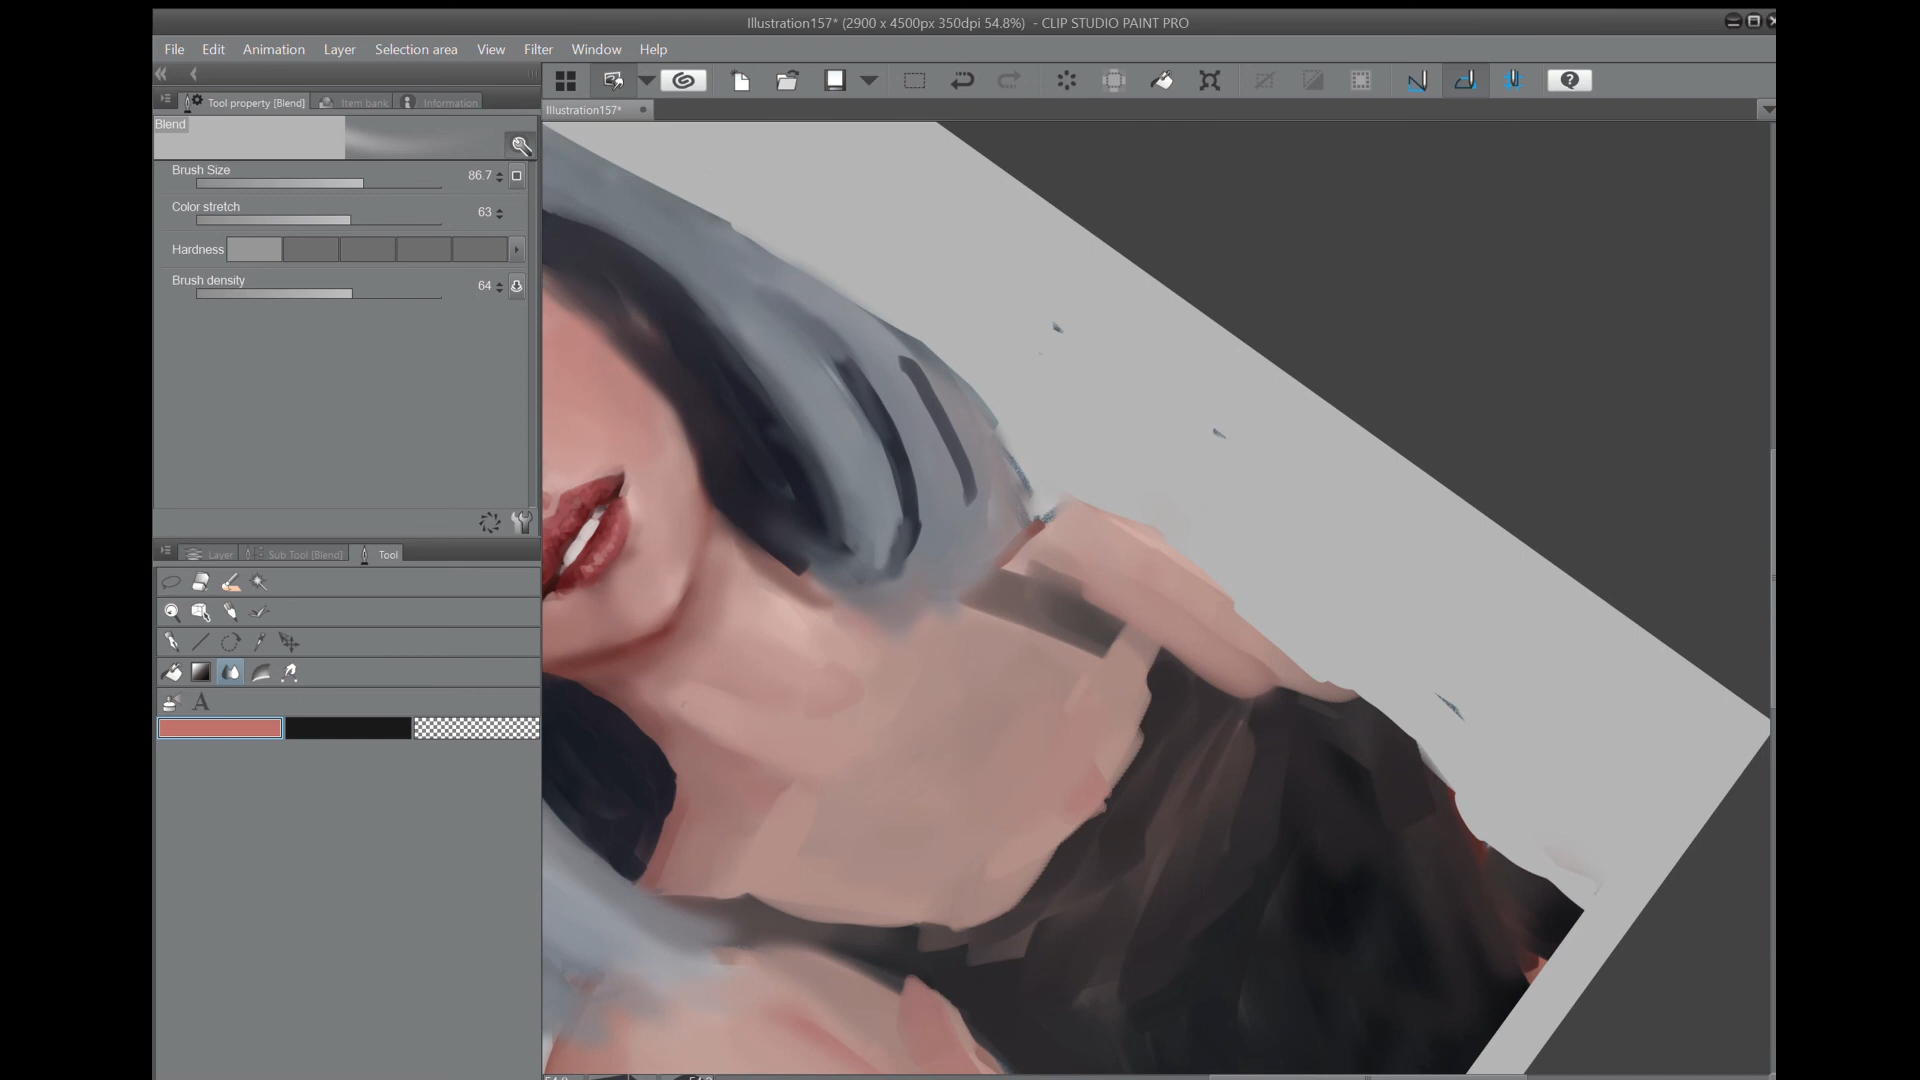 Illustration157* (2900 x 4500px 350dpi 54.8%) - CLIP STUDIO PAINT PRO
File Edit Animation Layer Selection area View Filter Window Help
Tool property [Blend] Item bank Information
Illustration157*
Blend
Brush Size 86.7
Color stretch 63
Hardness
Brush density 64
Layer Sub Tool [Blend] Tool
A